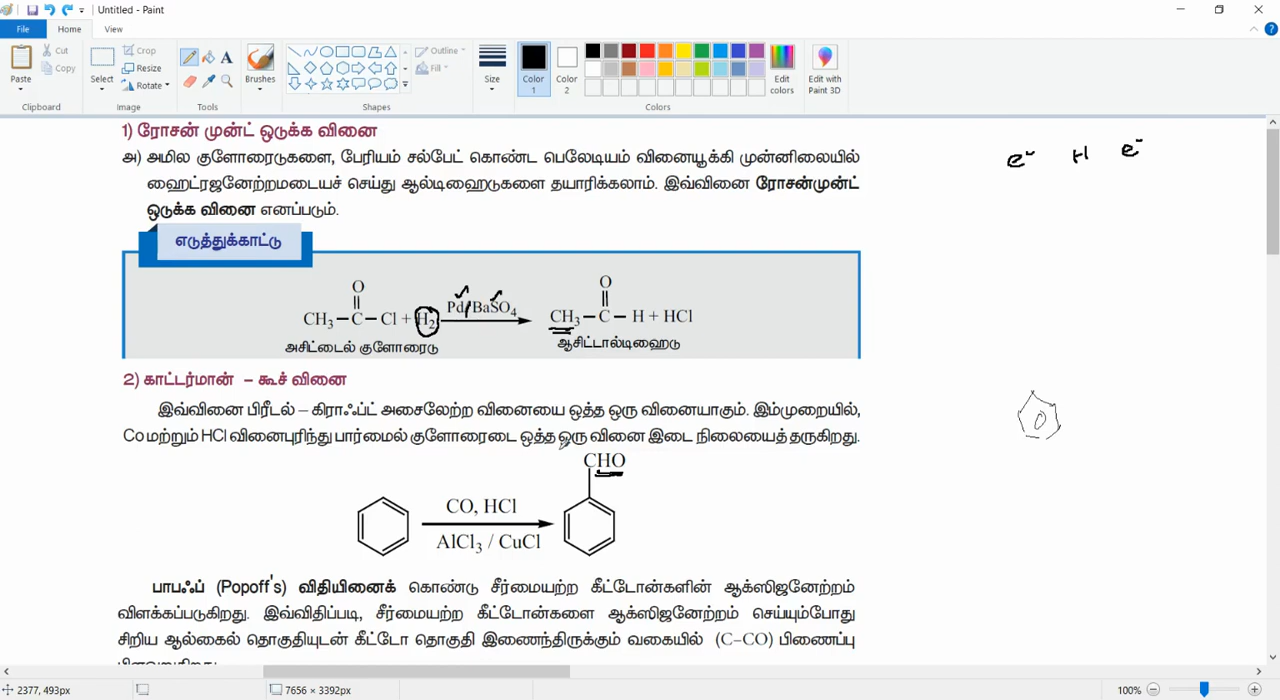 Untitled - Paint
File
Home
View
Paste
Cut
Copy
Clipboard
Select
Crop
Resize
Rotate
Image
A
Tools
Brushes
Shapes
Outline
Fill
Size
Color 1
Color 2
Edit colors
Edit with Paint 3D
Colors
1) ரோசன் முன்ட் ஒடுக்க வினை
அ) அமில குளோரைடுகளை, பேரியம் சல்பேட் கொண்ட பெலேடியம் வினையூக்கி முன்னிலையில்
ஹைட்ரஜனேற்றமடையச் செய்து ஆல்டிஹைடுகளை தயாரிக்கலாம். இவ்வினை ரோசன்முன்ட்
ஒடுக்க வினை எனப்படும்.
e⁻ H e⁻
எடுத்துக்காட்டு
O O
CH₃–C–Cl + H₂ Pd/BaSO₄ CH₃–C–H + HCl
அசிட்டைல் குளோரைடு ஆசிட்டால்டிஹைடு
2) காட்டர்மான் – கூச் வினை
இவ்வினை பிரீடல் – கிராஃப்ட் அசைலேற்ற வினையை ஒத்த ஒரு வினையாகும். இம்முறையில்,
Co மற்றும் HCl வினைபுரிந்து பார்மைல் குளோரைடை ஒத்த ஒரு வினை இடை நிலையைத் தருகிறது.
CHO
CO, HCl
AlCl₃ / CuCl
பாபஃப் (Popoff's) விதியினைக் கொண்டு சீர்மையற்ற கீட்டோன்களின் ஆக்ஸிஜனேற்றம்
விளக்கப்படுகிறது. இவ்விதிப்படி, சீர்மையற்ற கீட்டோன்களை ஆக்ஸிஜனேற்றம் செய்யும்போது
சிறிய ஆல்கைல் தொகுதியுடன் கீட்டோ தொகுதி இணைந்திருக்கும் வகையில் (C–CO) பிணைப்பு
2377, 493px
7656 × 3392px
100%